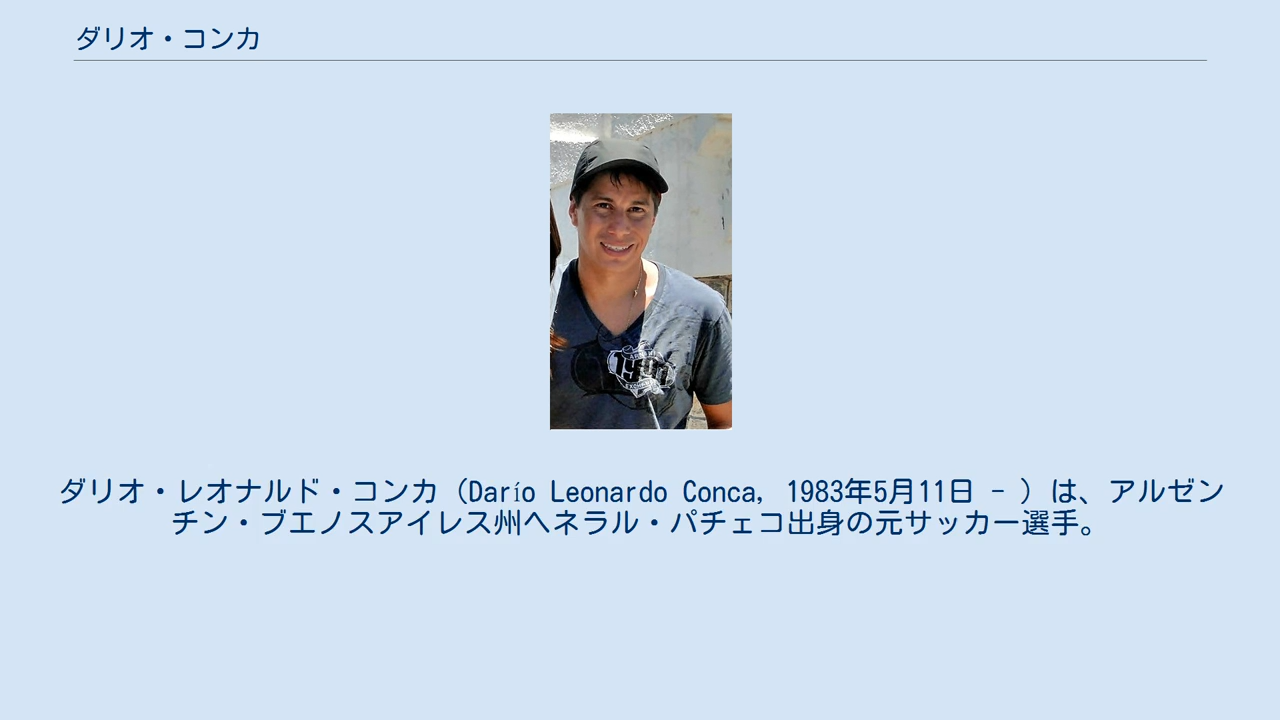 ダリオ・コンカ
ダリオ・レオナルド・コンカ（Darío Leonardo Conca, 1983年5月11日 - ）は、アルゼン
チン・ブエノスアイレス州ヘネラル・パチェコ出身の元サッカー選手。